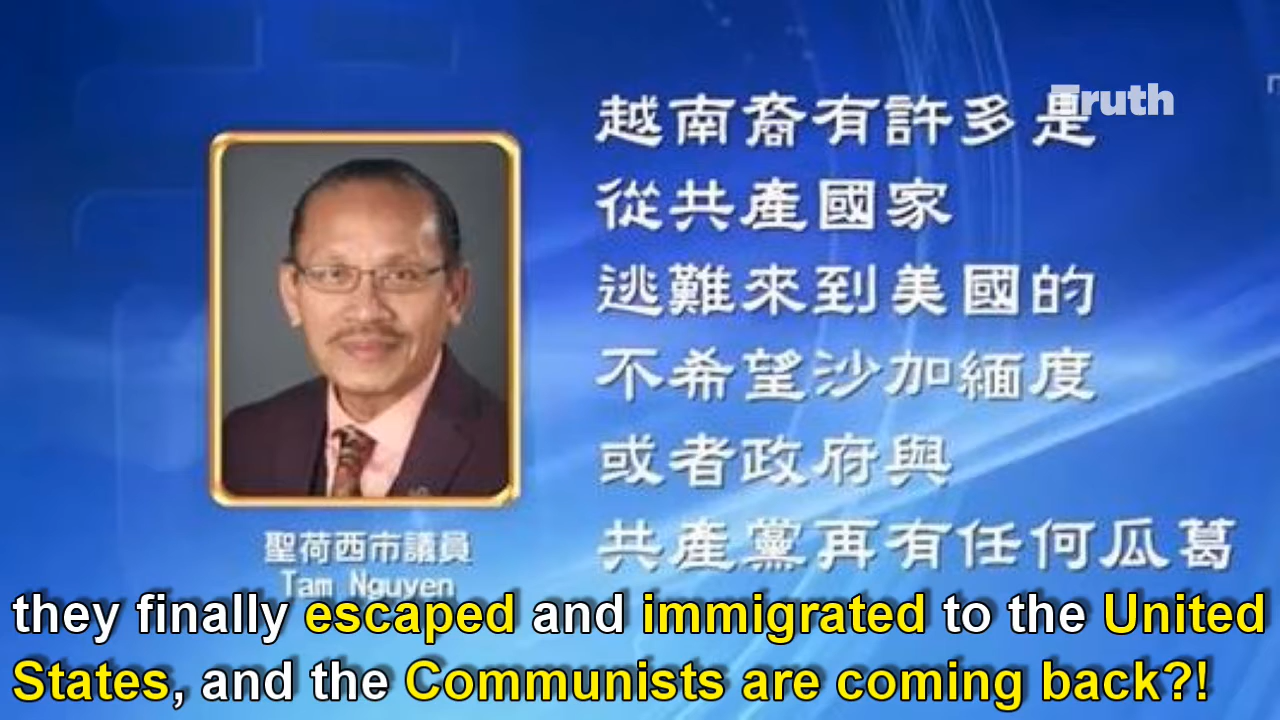 Truth
越南裔有許多是
從共產國家
逃難來到美國的
不希望沙加緬度
或者政府與
共產黨再有任何瓜葛
聖荷西市議員
Tam Nguyen
they finally escaped and immigrated to the United
States, and the Communists are coming back?!